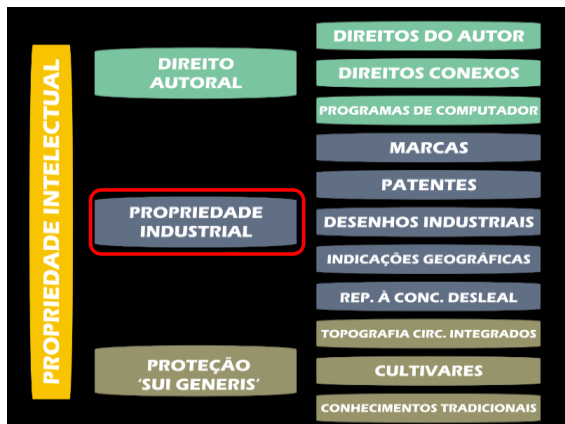 PROPRIEDADE INTELECTUAL
DIREITO
AUTORAL
DIREITOS DO AUTOR
DIREITOS CONEXOS
PROGRAMAS DE COMPUTADOR
PROPRIEDADE
INDUSTRIAL
MARCAS
PATENTES
DESENHOS INDUSTRIAIS
INDICAÇÕES GEOGRÁFICAS
REP. À CONC. DESLEAL
PROTEÇÃO
'SUI GENERIS'
TOPOGRAFIA CIRC. INTEGRADOS
CULTIVARES
CONHECIMENTOS TRADICIONAIS